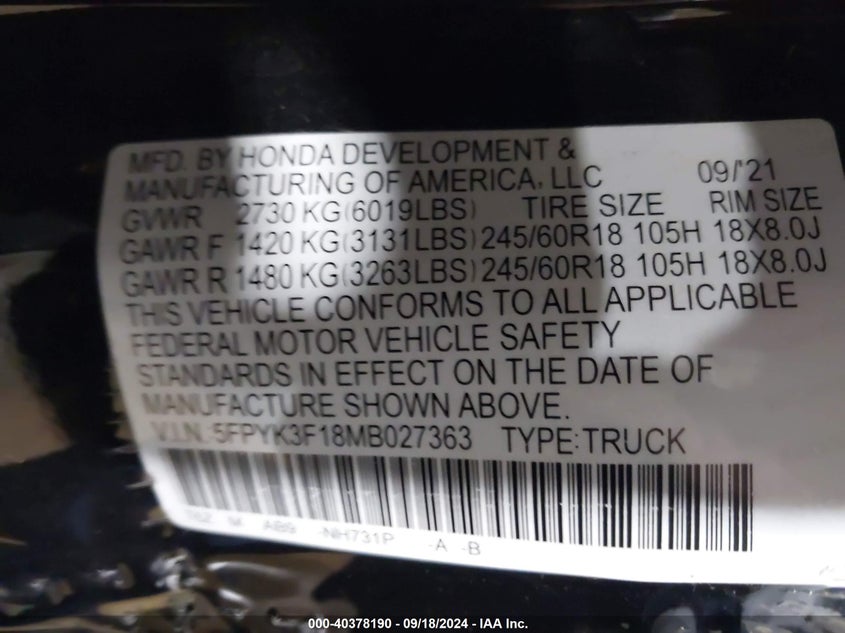 MFD. BY HONDA DEVELOPMENT &
MANUFACTURING OF AMERICA, LLC 09/'21
GVWR 2730 KG(6019LBS) TIRE SIZE RIM SIZE
GAWR F 1420 KG(3131LBS) 245/60R18 105H 18X8.0J
GAWR R 1480 KG(3263LBS) 245/60R18 105H 18X8.0J
THIS VEHICLE CONFORMS TO ALL APPLICABLE
FEDERAL MOTOR VEHICLE SAFETY
STANDARDS IN EFFECT ON THE DATE OF
MANUFACTURE SHOWN ABOVE.
V.I.N.:5FPYK3F18MB027363 TYPE:TRUCK
M AB9 -NH731P -A -B
000-40378190 - 09/18/2024 - IAA Inc.